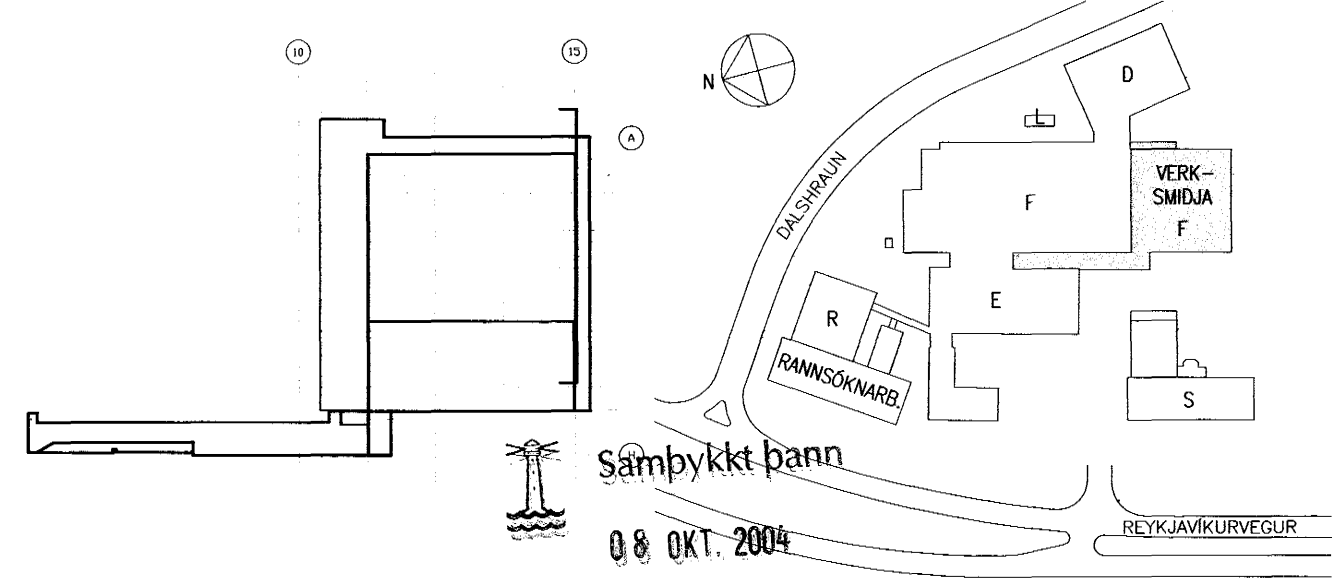 10
15
A
H
N
D
L
DALSHRAUN
F
VERK-
SMIDJA
F
E
R
RANNSÓKNARB.
S
Samþykkt þann
08 OKT. 2004
REYKJAVÍKURVEGUR